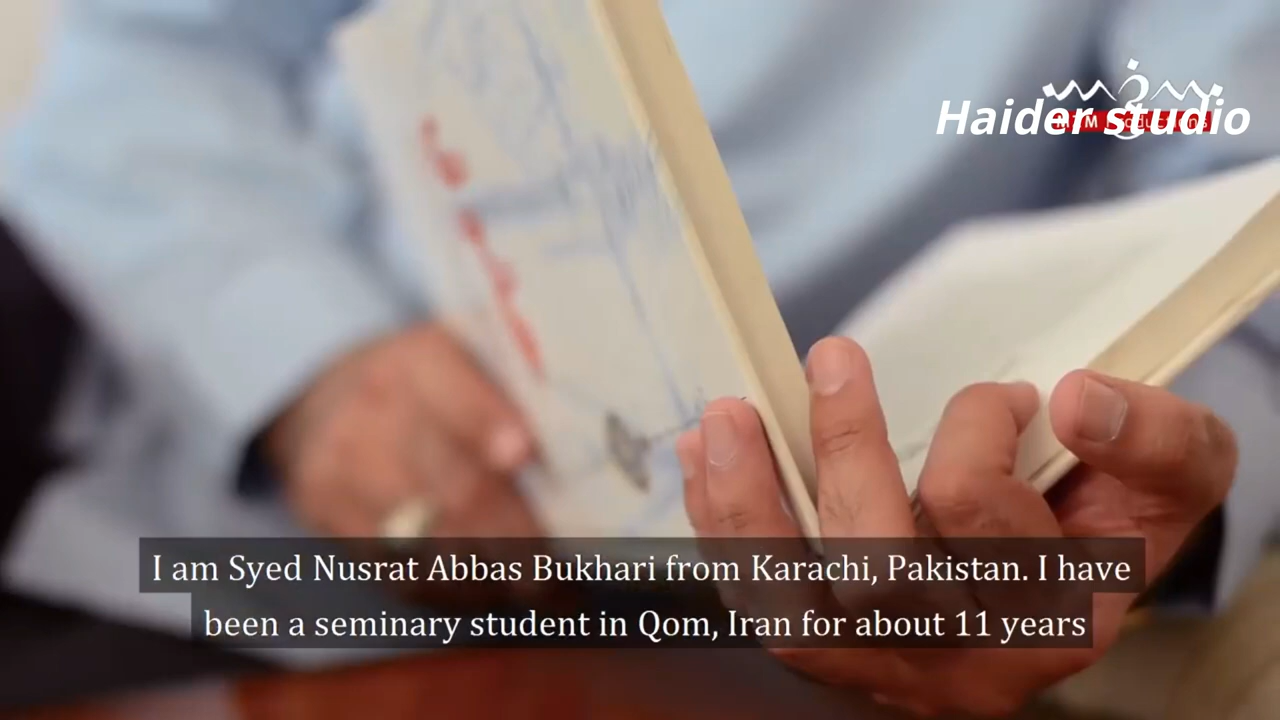 Haider studio
I am Syed Nusrat Abbas Bukhari from Karachi, Pakistan. I have
been a seminary student in Qom, Iran for about 11 years